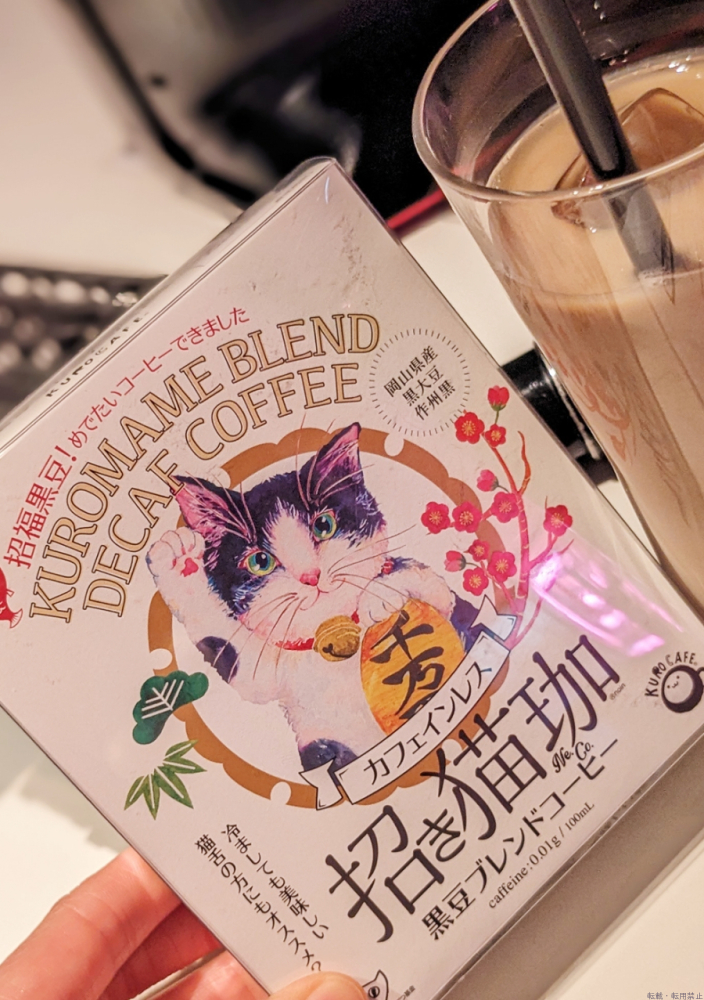 KURO CAFE
招福黒豆！めでたいコーヒーできました
KUROMAME BLEND
DECAF COFFEE
岡山県産
黒大豆
作州黒
千万
カフェインレス
招き猫珈
Ne. Co.
黒豆ブレンドコーヒー
caffeine:0.01g / 100mL
KURO CAFE
冷ましても美味しい
猫舌の方にもオススメ♪
転載・転用禁止